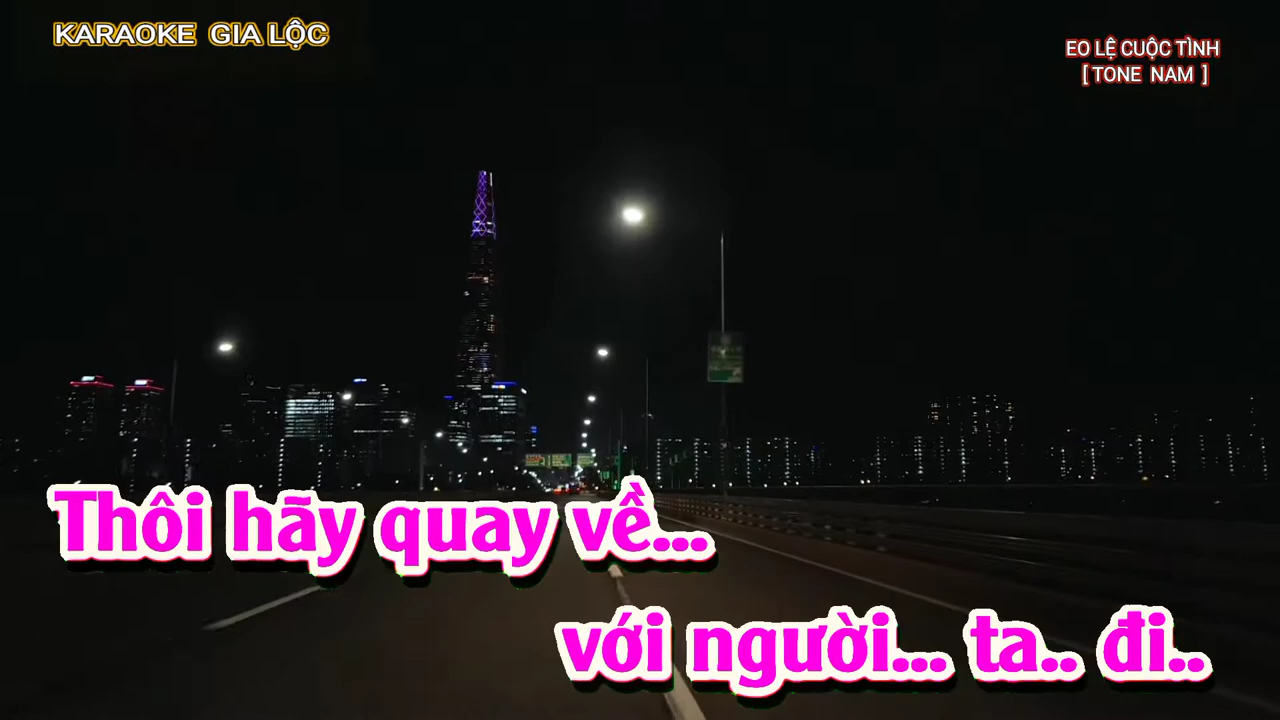 KARAOKE GIA LỘC
EO LỆ CUỘC TÌNH
[ TONE NAM ]
Thôi hãy quay về...
với người... ta.. đi..